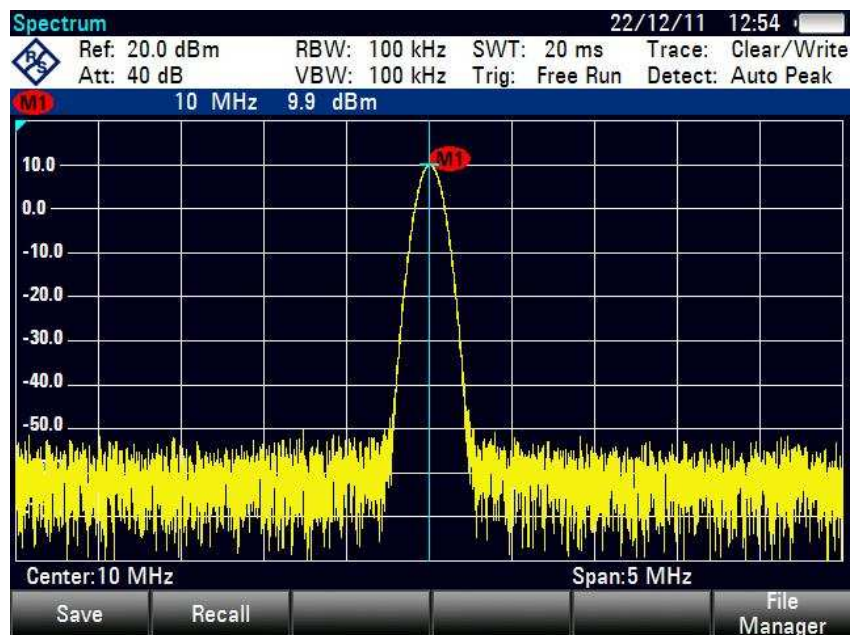 Spectrum 22/12/11 12:54
Ref: 20.0 dBm RBW: 100 kHz SWT: 20 ms Trace: Clear/Write
Att: 40 dB VBW: 100 kHz Trig: Free Run Detect: Auto Peak
M1 10 MHz 9.9 dBm
M1
10.0
0.0
-10.0
-20.0
-30.0
-40.0
-50.0
Center:10 MHz Span:5 MHz
Save Recall File
Manager